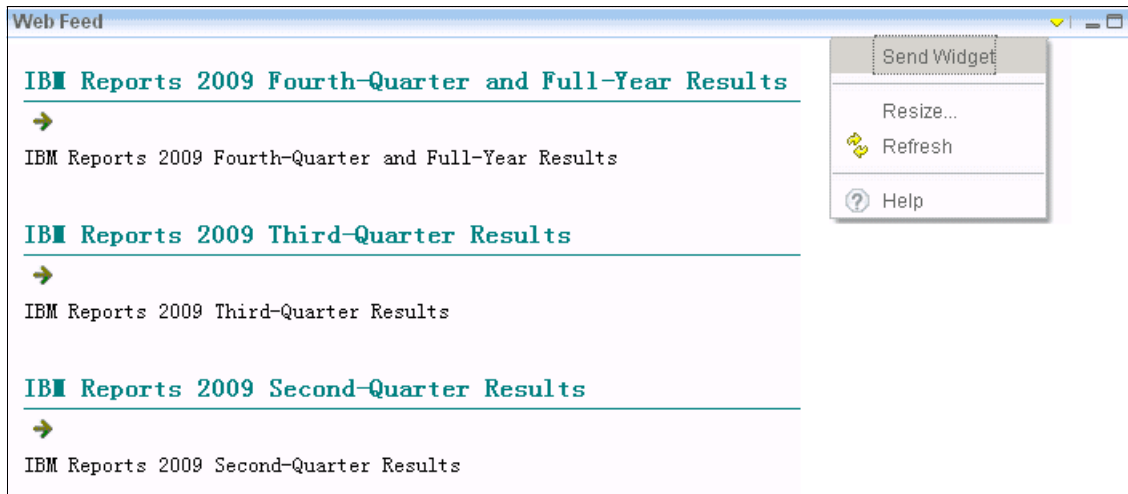 Web Feed
Send Widget
Resize...
Refresh
Help
IBM Reports 2009 Fourth-Quarter and Full-Year Results
IBM Reports 2009 Fourth-Quarter and Full-Year Results
IBM Reports 2009 Third-Quarter Results
IBM Reports 2009 Third-Quarter Results
IBM Reports 2009 Second-Quarter Results
IBM Reports 2009 Second-Quarter Results